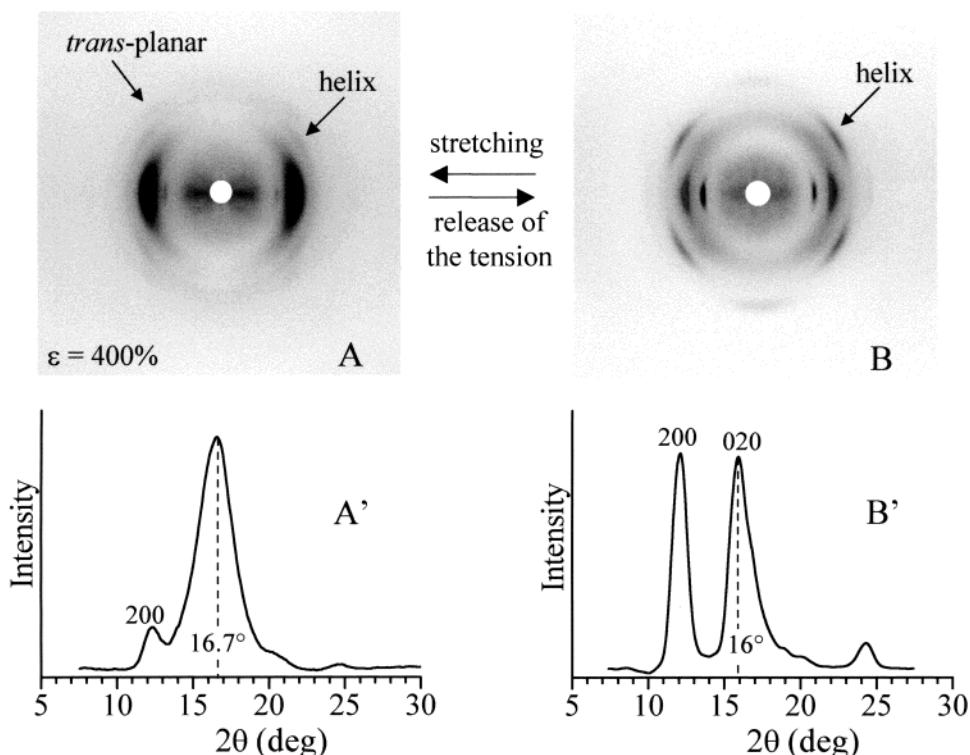 trans-planar
helix
ε = 400%
A
stretching
release of
the tension
helix
B
Intensity
200
16.7°
A’
5 10 15 20 25 30
2θ (deg)
Intensity
200 020
16°
B’
5 10 15 20 25 30
2θ (deg)